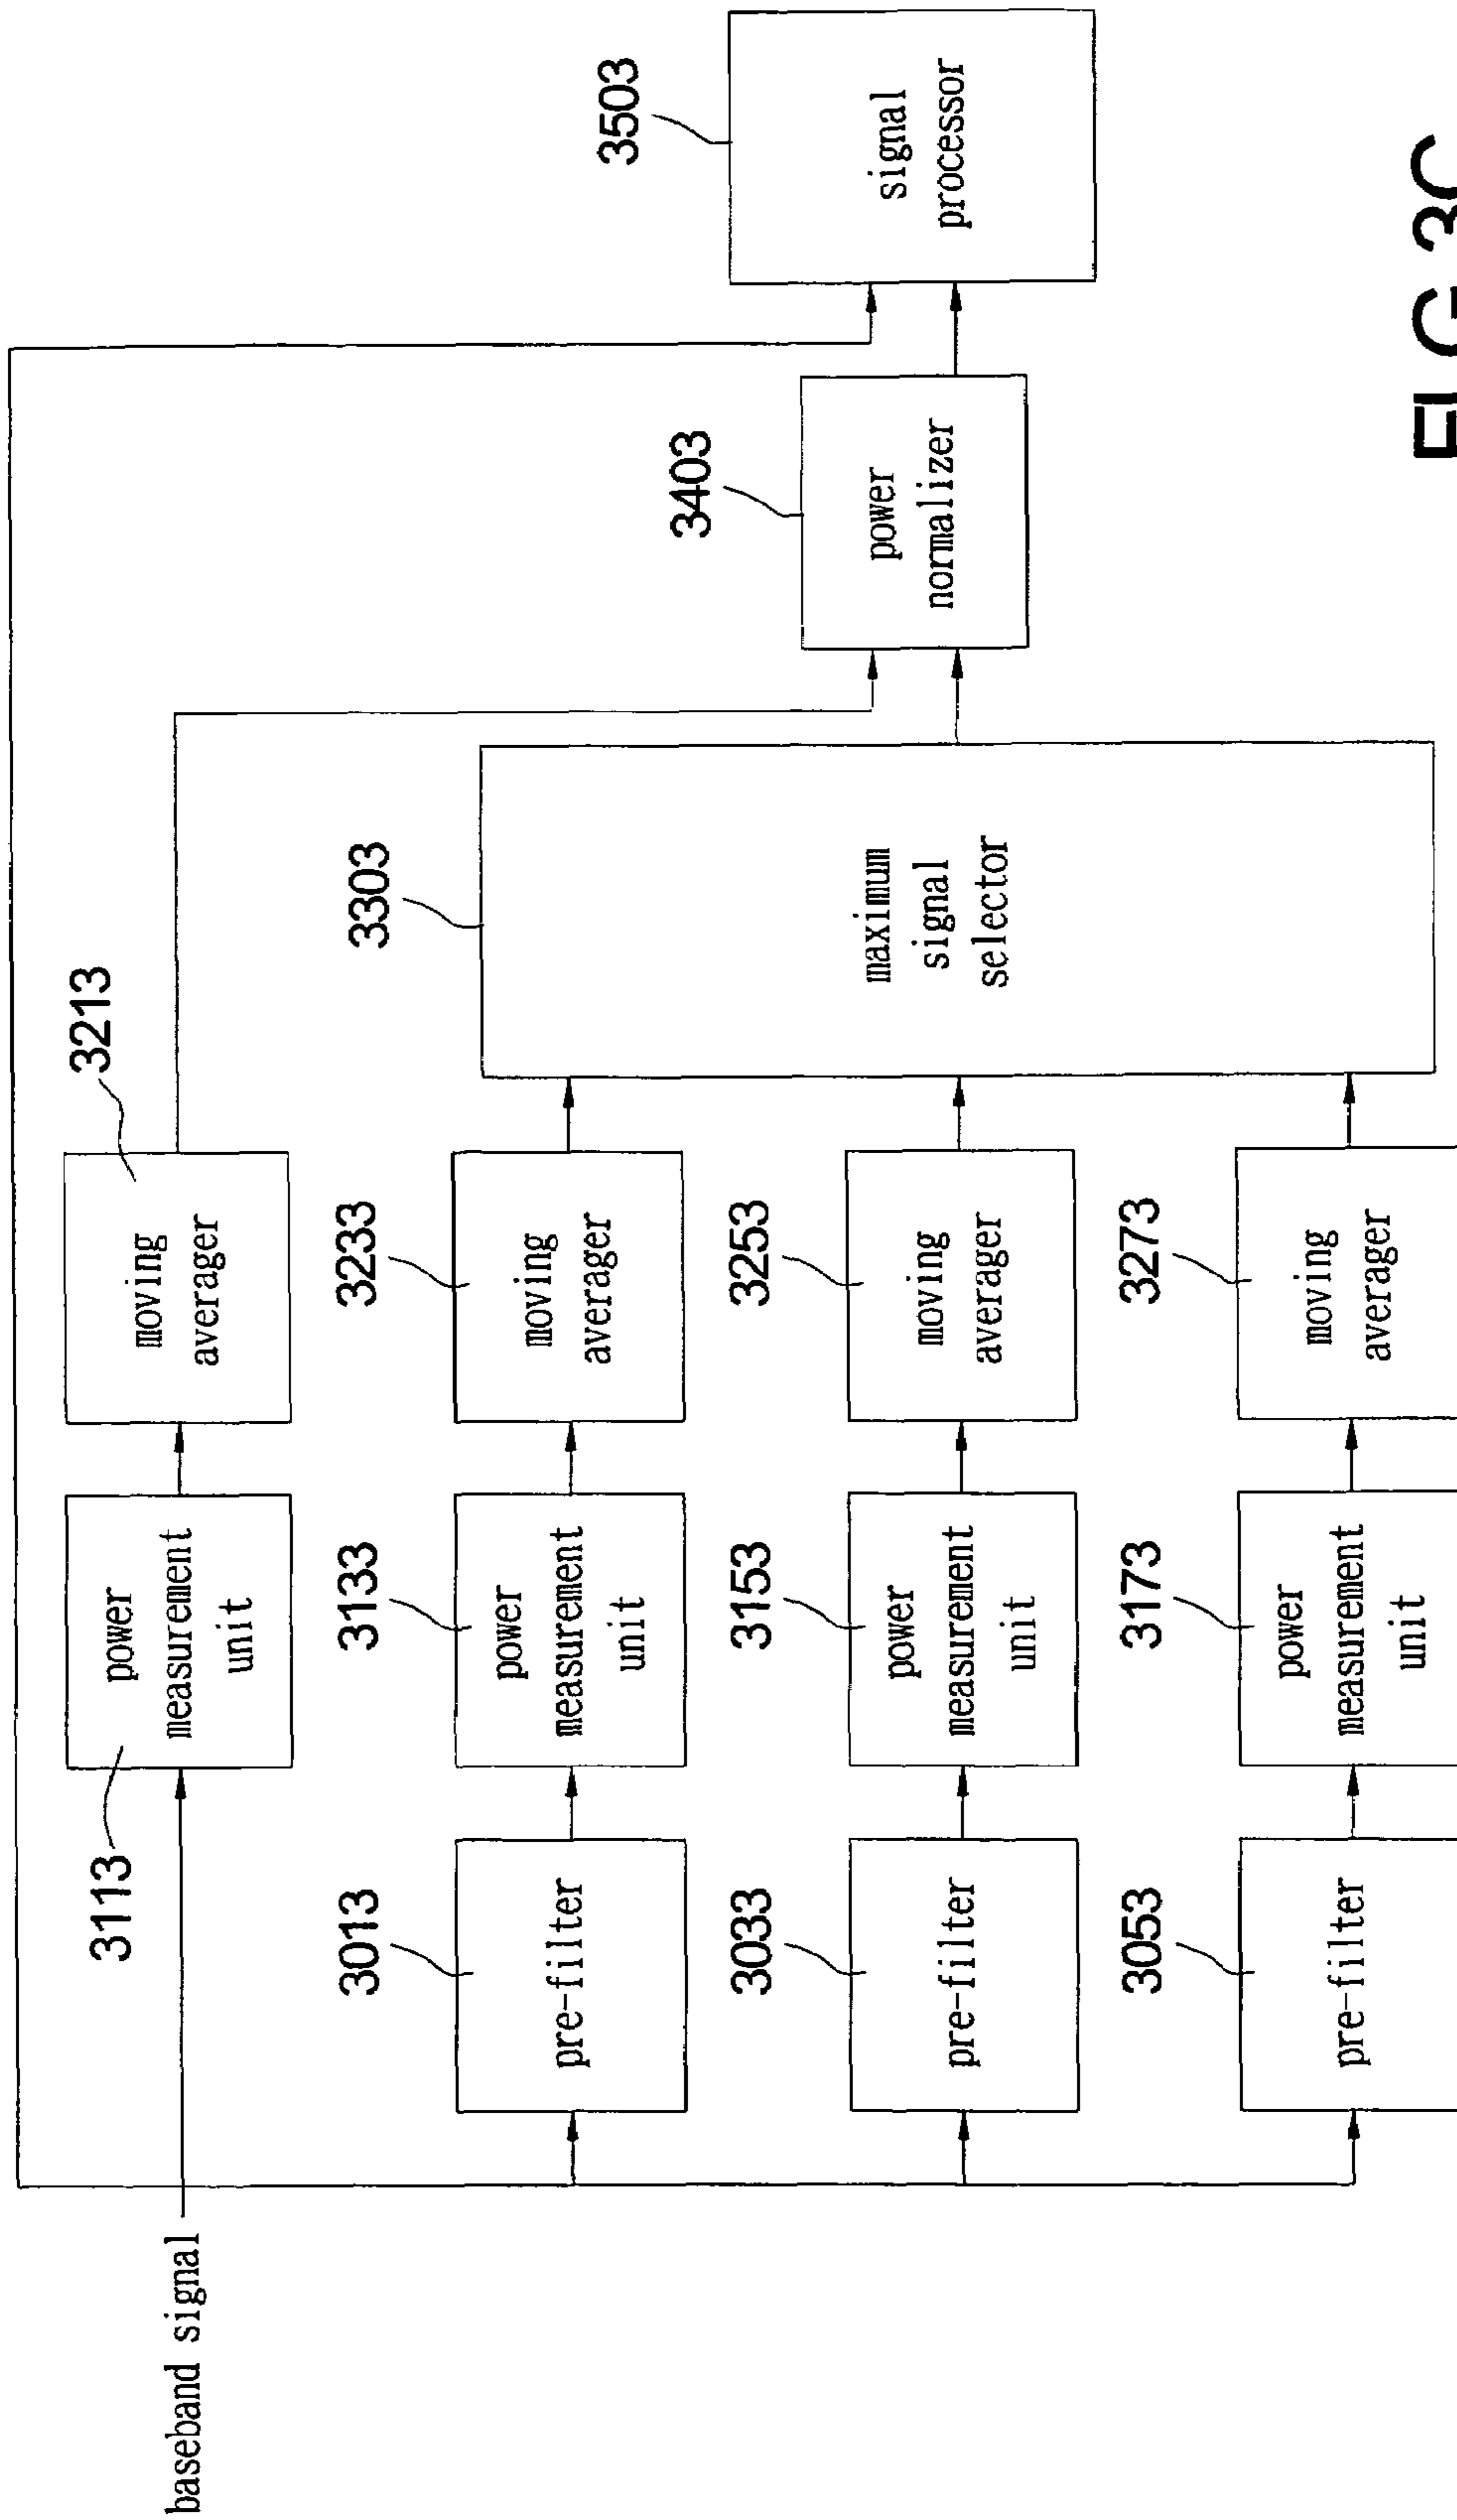 baseband signal
3113
power
measurement
unit
3213
moving
averager
3013
pre-filter
3133
power
measurement
unit
3233
moving
averager
3033
pre-filter
3153
power
measurement
unit
3253
moving
averager
3053
pre-filter
3173
power
measurement
unit
3273
moving
averager
3303
maximum
signal
selector
3403
power
normalizer
3503
signal
processor
FIG.3C